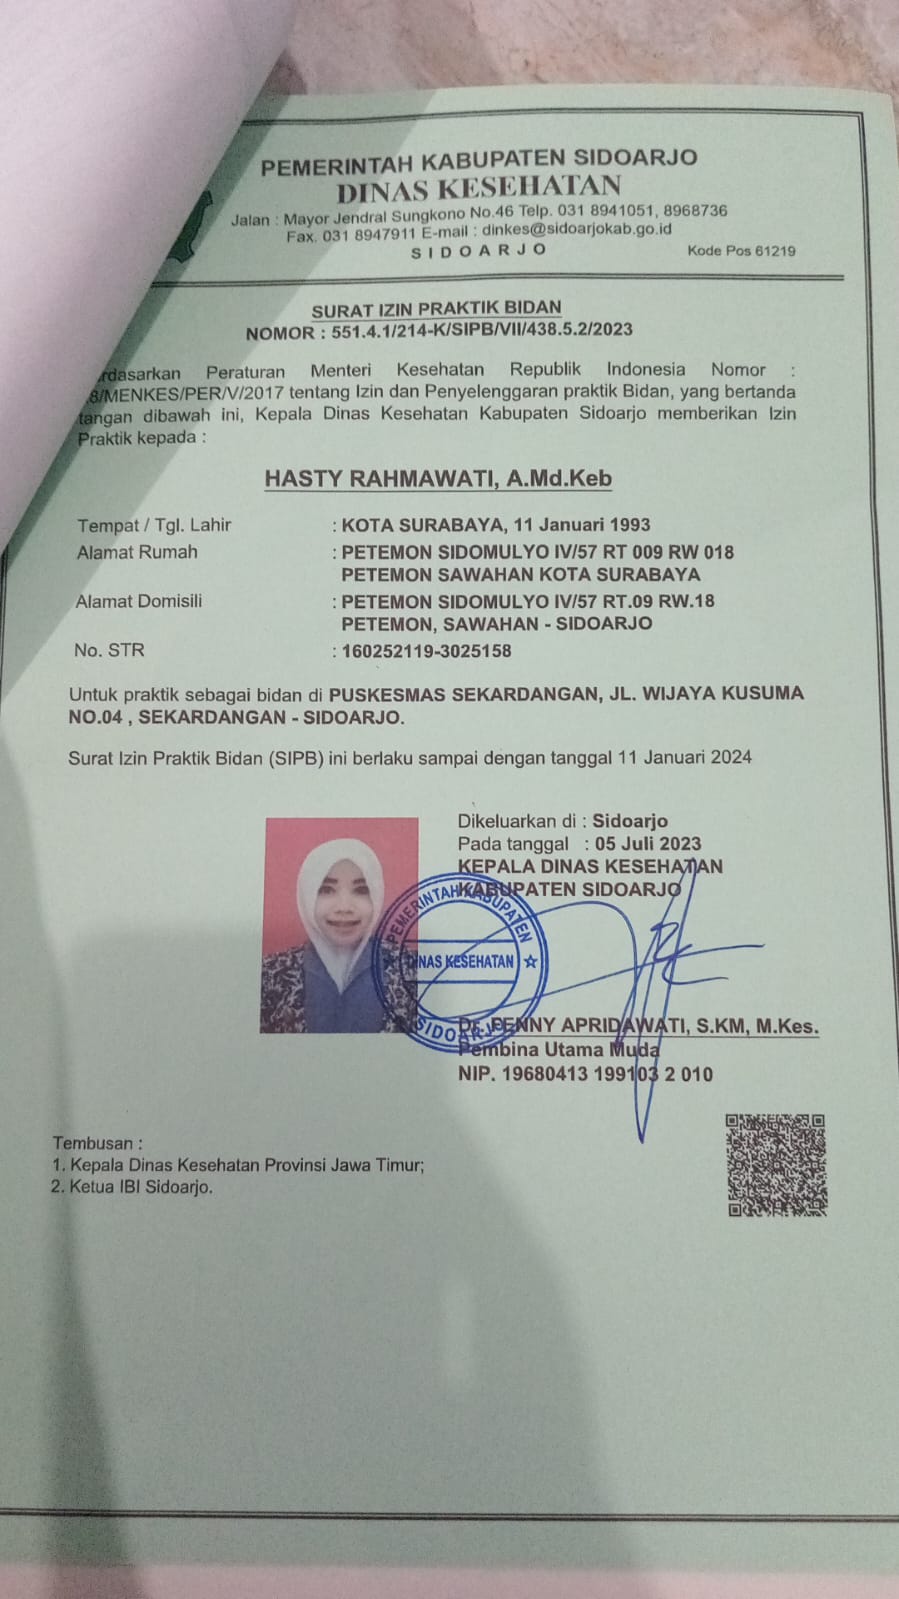 PEMERINTAH KABUPATEN SIDOARJO
DINAS KESEHATAN
Jalan : Mayor Jendral Sungkono No.46 Telp. 031 8941051, 8968736
Fax. 031 8947911 E-mail : dinkes@sidoarjokab.go.id
SIDOARJO
Kode Pos 61219
SURAT IZIN PRAKTIK BIDAN
NOMOR : 551.4.1/214-K/SIPB/VII/438.5.2/2023
rdasarkan Peraturan Menteri Kesehatan Republik Indonesia Nomor :
8/MENKES/PER/V/2017 tentang Izin dan Penyelenggaran praktik Bidan, yang bertanda
tangan dibawah ini, Kepala Dinas Kesehatan Kabupaten Sidoarjo memberikan Izin
Praktik kepada :
HASTY RAHMAWATI, A.Md.Keb
Tempat / Tgl. Lahir : KOTA SURABAYA, 11 Januari 1993
Alamat Rumah : PETEMON SIDOMULYO IV/57 RT 009 RW 018
PETEMON SAWAHAN KOTA SURABAYA
Alamat Domisili : PETEMON SIDOMULYO IV/57 RT.09 RW.18
PETEMON, SAWAHAN - SIDOARJO
No. STR : 160252119-3025158
Untuk praktik sebagai bidan di PUSKESMAS SEKARDANGAN, JL. WIJAYA KUSUMA
NO.04 , SEKARDANGAN - SIDOARJO.
Surat Izin Praktik Bidan (SIPB) ini berlaku sampai dengan tanggal 11 Januari 2024
Dikeluarkan di : Sidoarjo
Pada tanggal : 05 Juli 2023
KEPALA DINAS KESEHATAN
KABUPATEN SIDOARJO
PEMERINTAH KABUPATEN
DINAS KESEHATAN
SIDOARJO
Dr. FENNY APRIDAWATI, S.KM, M.Kes.
Pembina Utama Muda
NIP. 19680413 199103 2 010
Tembusan :
1. Kepala Dinas Kesehatan Provinsi Jawa Timur;
2. Ketua IBI Sidoarjo.